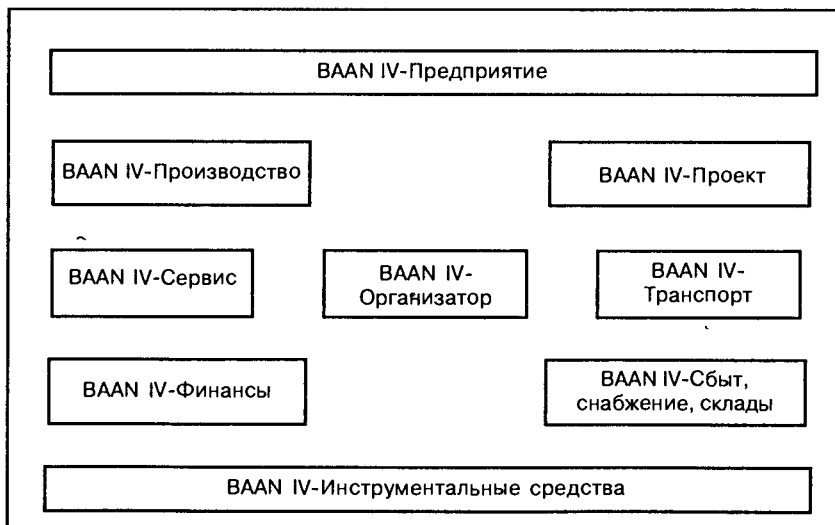 BAAN IV-Предприятие
BAAN IV-Производство
BAAN IV-Проект
BAAN IV-Сервис
BAAN IV-
Организатор
BAAN IV-
Транспорт
BAAN IV-Финансы
BAAN IV-Сбыт,
снабжение, склады
BAAN IV-Инструментальные средства